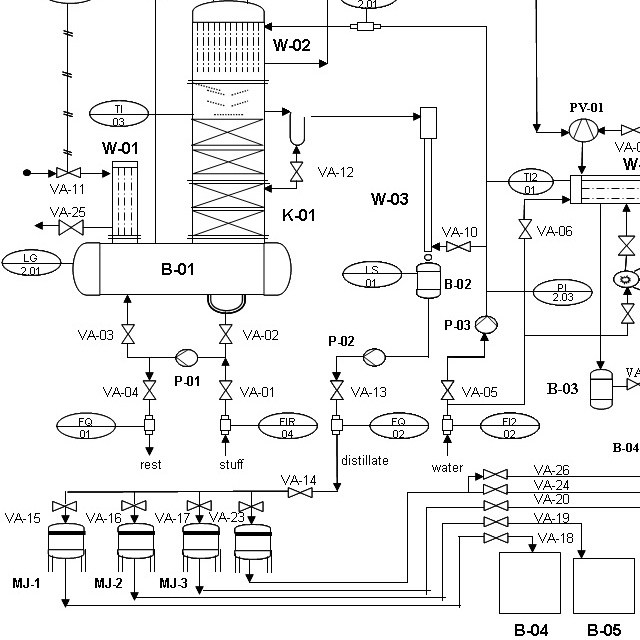 2.01
W-02
TI
03
PV-01
W-01
VA-12
TI2
01
VA-11
W-03
VA-25
K-01
VA-10
VA-06
LG
2.01
B-01
LS
01
B-02
PI
2.03
VA-03
VA-02
P-02
P-03
P-01
B-03
VA-04
VA-01
VA-13
VA-05
FQ
01
FIR
04
FQ
02
FI2
02
B-04
rest
stuff
distillate
water
VA-14
VA-26
VA-24
VA-20
VA-19
VA-18
VA-15
VA-16
VA-17
VA-23
MJ-1
MJ-2
MJ-3
B-04
B-05